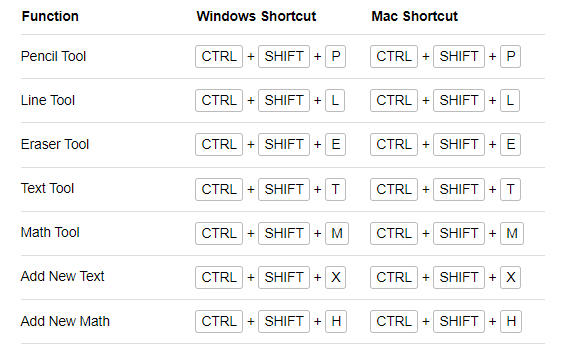 Function Windows Shortcut Mac Shortcut
Pencil Tool CTRL + SHIFT + P CTRL + SHIFT + P
Line Tool CTRL + SHIFT + L CTRL + SHIFT + L
Eraser Tool CTRL + SHIFT + E CTRL + SHIFT + E
Text Tool CTRL + SHIFT + T CTRL + SHIFT + T
Math Tool CTRL + SHIFT + M CTRL + SHIFT + M
Add New Text CTRL + SHIFT + X CTRL + SHIFT + X
Add New Math CTRL + SHIFT + H CTRL + SHIFT + H